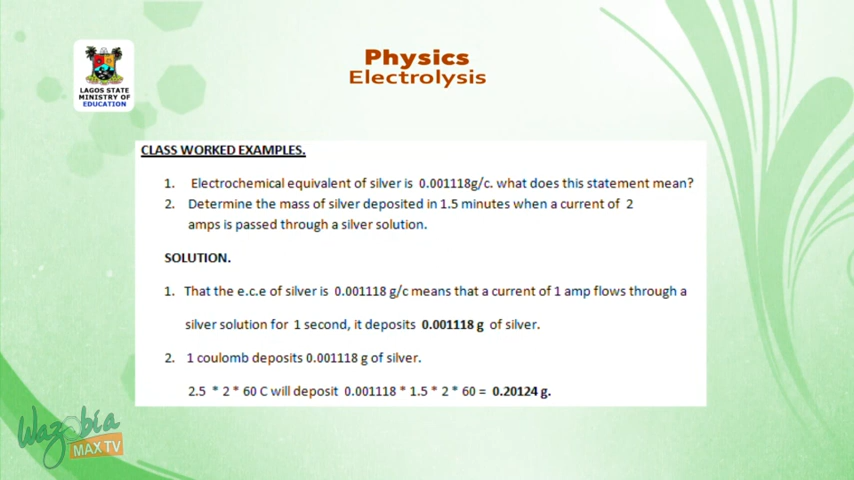 Physics
Electrolysis
LAGOS STATE
MINISTRY OF
EDUCATION
CLASS WORKED EXAMPLES.
1. Electrochemical equivalent of silver is 0.001118g/c. what does this statement mean?
2. Determine the mass of silver deposited in 1.5 minutes when a current of 2
amps is passed through a silver solution.
SOLUTION.
1. That the e.c.e of silver is 0.001118 g/c means that a current of 1 amp flows through a
silver solution for 1 second, it deposits 0.001118 g of silver.
2. 1 coulomb deposits 0.001118 g of silver.
2.5 * 2 * 60 C will deposit 0.001118 * 1.5 * 2 * 60 = 0.20124 g.
Wazobia
MAX TV